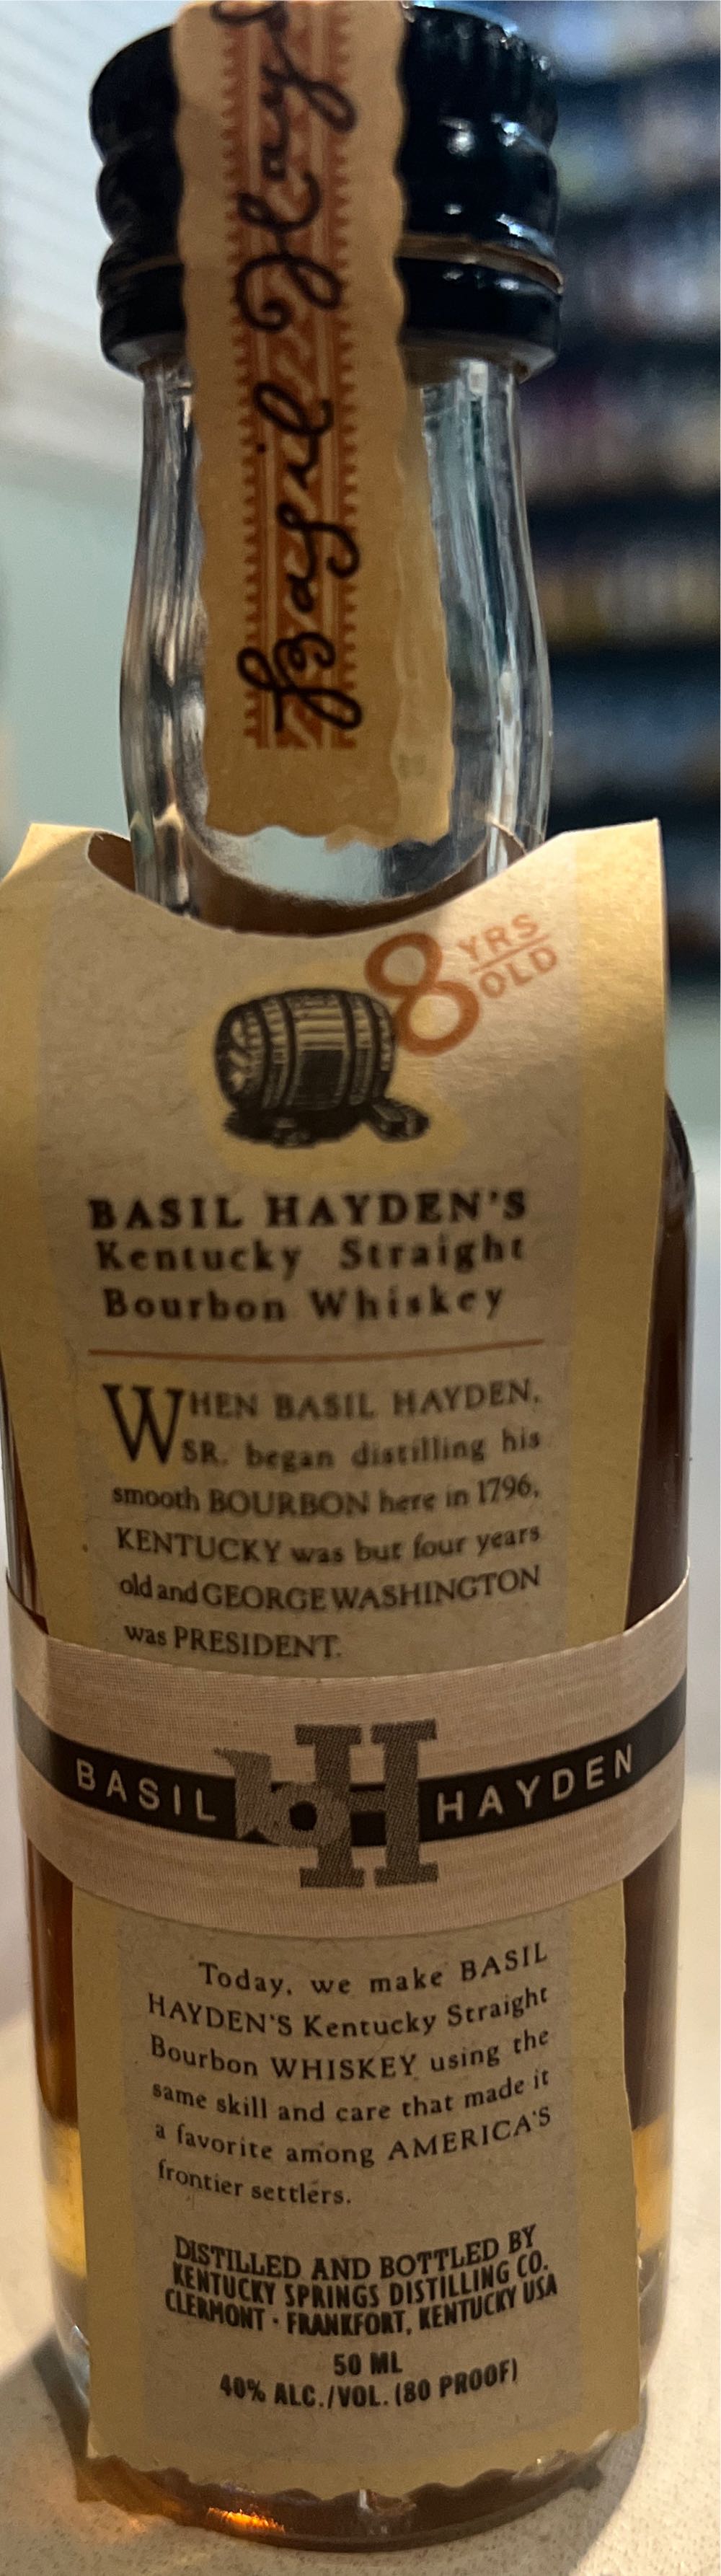 Basil Hayd
8 YRS
OLD
BASIL HAYDEN'S
Kentucky Straight
Bourbon Whiskey
WHEN BASIL HAYDEN,
SR. began distilling his
smooth BOURBON here in 1796,
KENTUCKY was but four years
old and GEORGE WASHINGTON
was PRESIDENT.
BASIL bH HAYDEN
Today, we make BASIL
HAYDEN'S Kentucky Straight
Bourbon WHISKEY using the
same skill and care that made it
a favorite among AMERICA'S
frontier settlers.
DISTILLED AND BOTTLED BY
KENTUCKY SPRINGS DISTILLING CO.
CLERMONT · FRANKFORT, KENTUCKY USA
50 ML
40% ALC./VOL. (80 PROOF)